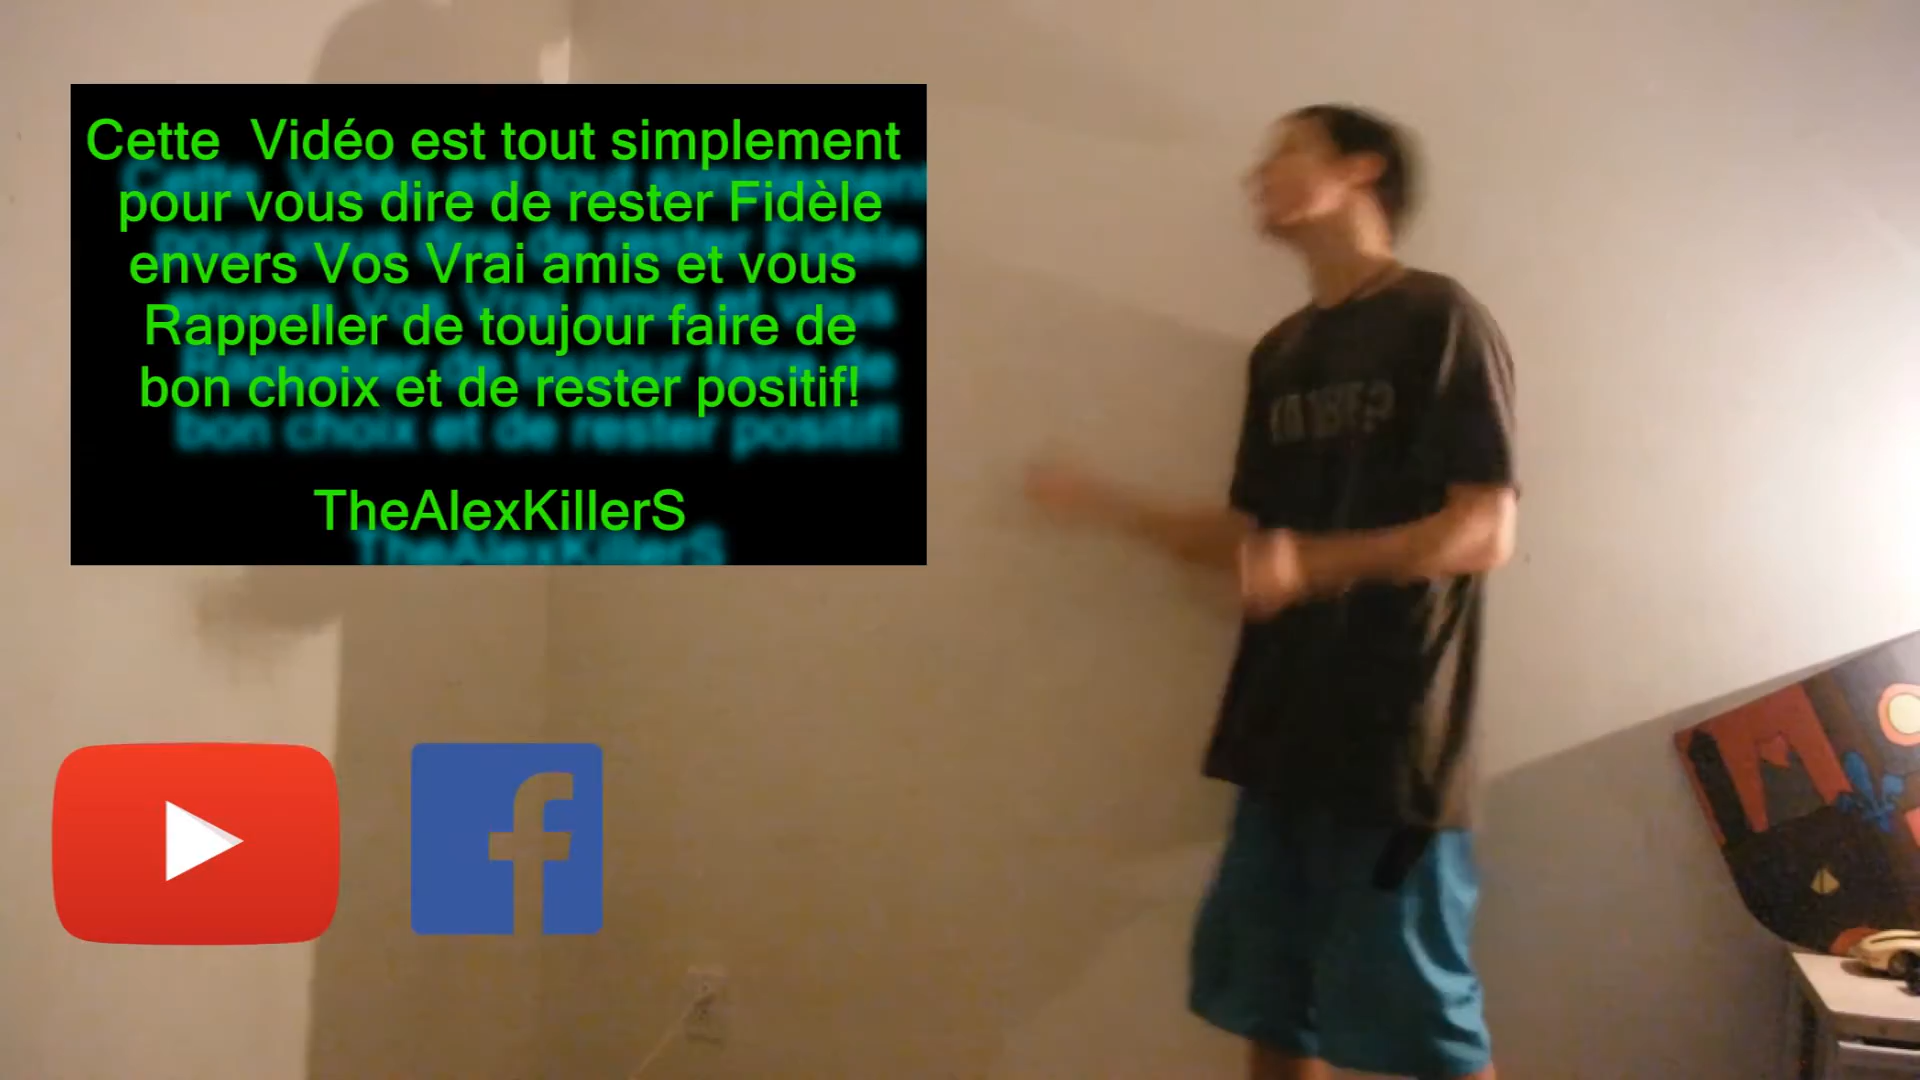 Cette  Vidéo est tout simplement
pour vous dire de rester Fidèle
envers Vos Vrai amis et vous
Rappeller de toujour faire de
bon choix et de rester positif!
TheAlexKillerS